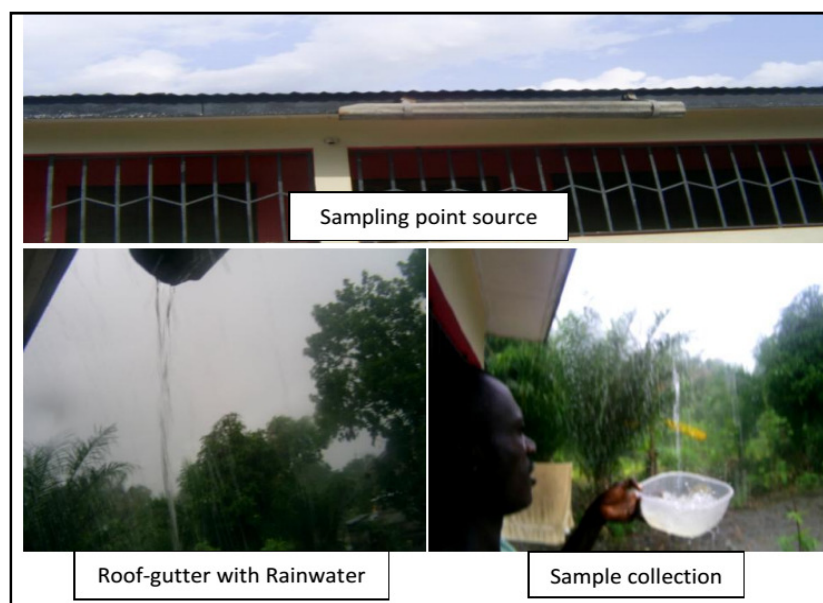 Sampling point source
Roof-gutter with Rainwater
Sample collection